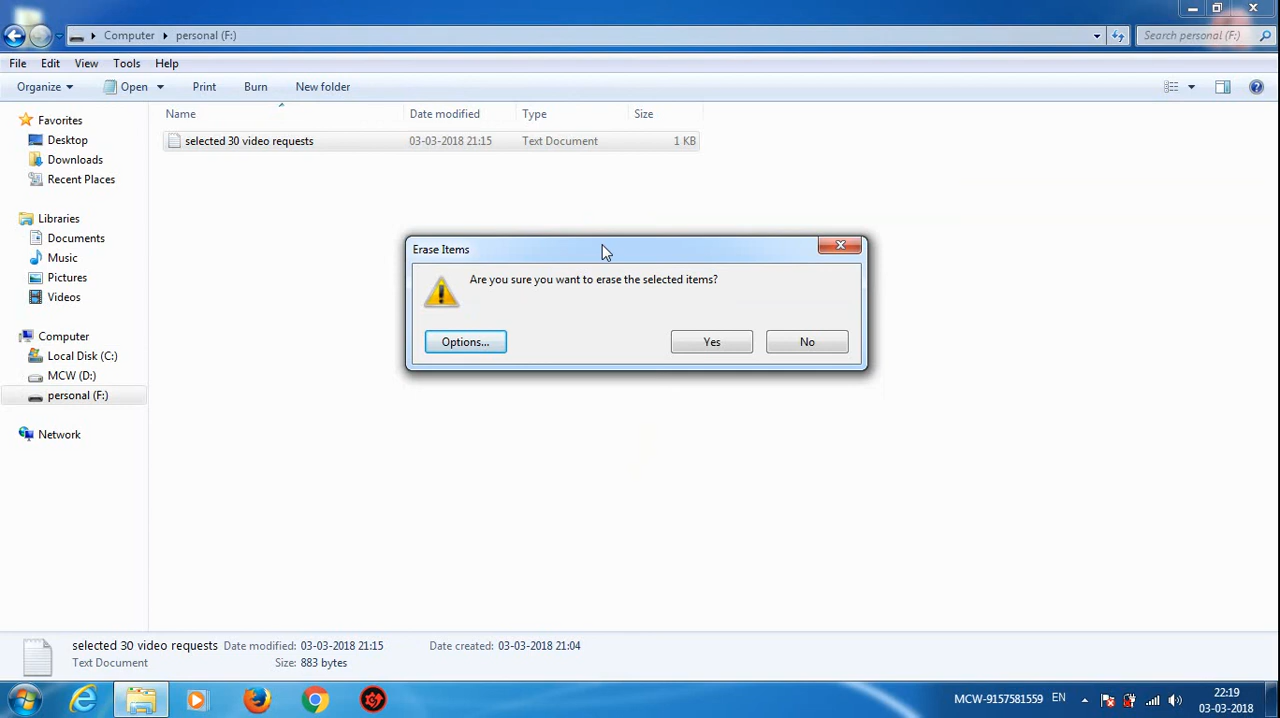 Computer personal (F:) Search personal (F:)
File Edit View Tools Help
Organize Open Print Burn New folder
Name Date modified Type Size
selected 30 video requests 03-03-2018 21:15 Text Document 1 KB
Favorites
Desktop
Downloads
Recent Places
Libraries
Documents
Music
Pictures
Videos
Computer
Local Disk (C:)
MCW (D:)
personal (F:)
Network
Erase Items
Are you sure you want to erase the selected items?
Options... Yes No
selected 30 video requests Date modified: 03-03-2018 21:15 Date created: 03-03-2018 21:04
Text Document Size: 883 bytes
MCW-9157581559 EN 22:19
03-03-2018